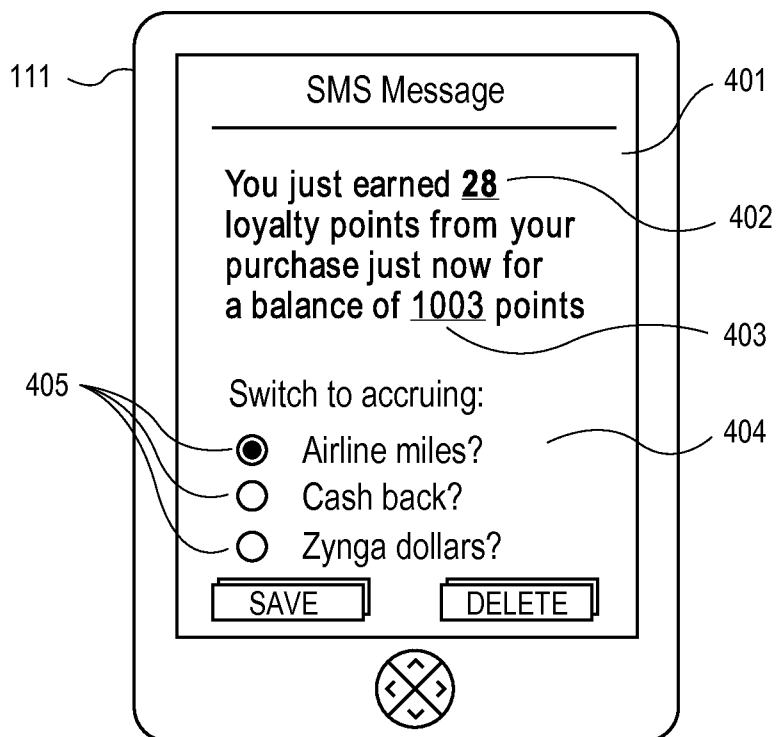 111
SMS Message
401
You just earned 28
402
loyalty points from your
purchase just now for
a balance of 1003 points
403
405
Switch to accruing:
404
Airline miles?
Cash back?
Zynga dollars?
SAVE DELETE